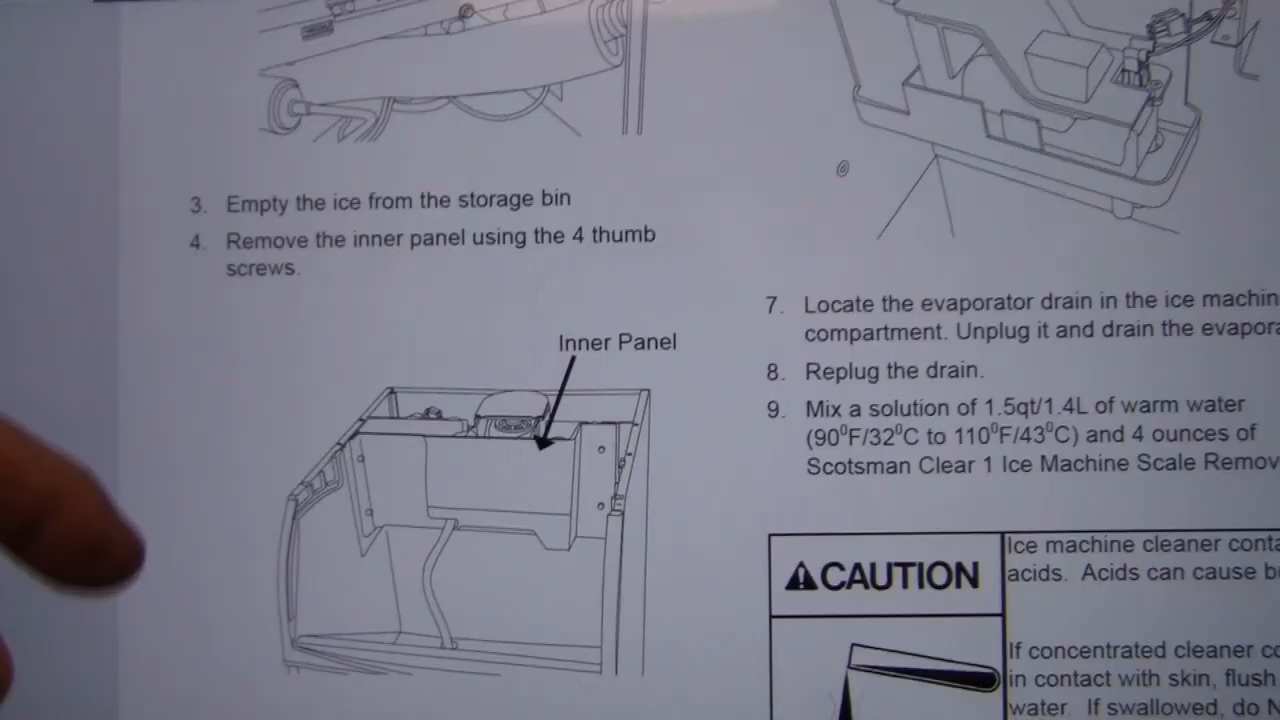 3. Empty the ice from the storage bin
4. Remove the inner panel using the 4 thumb
screws.
Inner Panel
7. Locate the evaporator drain in the ice machin
compartment. Unplug it and drain the evapora
8. Replug the drain.
9. Mix a solution of 1.5qt/1.4L of warm water
(90⁰F/32⁰C to 110⁰F/43⁰C) and 4 ounces of
Scotsman Clear 1 Ice Machine Scale Remov
CAUTION
Ice machine cleaner conta
acids. Acids can cause b
If concentrated cleaner co
in contact with skin, flush
water. If swallowed, do N